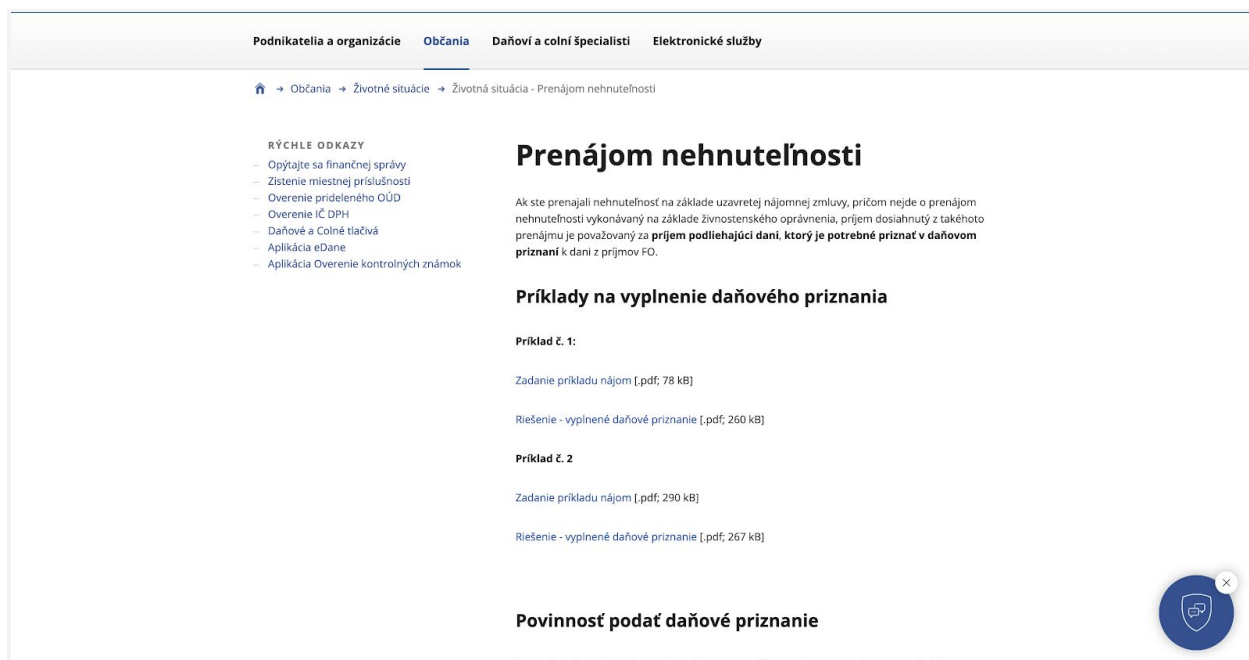 Podnikatelia a organizácie Občania Daňoví a colní špecialisti Elektronické služby
Občania → Životné situácie → Životná situácia - Prenájom nehnuteľnosti
RÝCHLE ODKAZY
– Opýtajte sa finančnej správy
– Zistenie miestnej príslušnosti
– Overenie prideleného OÚD
– Overenie IČ DPH
– Daňové a Colné tlačivá
– Aplikácia eDane
– Aplikácia Overenie kontrolných známok
Prenájom nehnuteľnosti
Ak ste prenajali nehnuteľnosť na základe uzavretej nájomnej zmluvy, pričom nejde o prenájom
nehnuteľnosti vykonávaný na základe živnostenského oprávnenia, príjem dosiahnutý z takéhoto
prenájmu je považovaný za príjem podliehajúci dani, ktorý je potrebné priznať v daňovom
priznaní k dani z príjmov FO.
Príklady na vyplnenie daňového priznania
Príklad č. 1:
Zadanie príkladu nájom [.pdf; 78 kB]
Riešenie - vyplnené daňové priznanie [.pdf; 260 kB]
Príklad č. 2
Zadanie príkladu nájom [.pdf; 290 kB]
Riešenie - vyplnené daňové priznanie [.pdf; 267 kB]
Povinnosť podať daňové priznanie